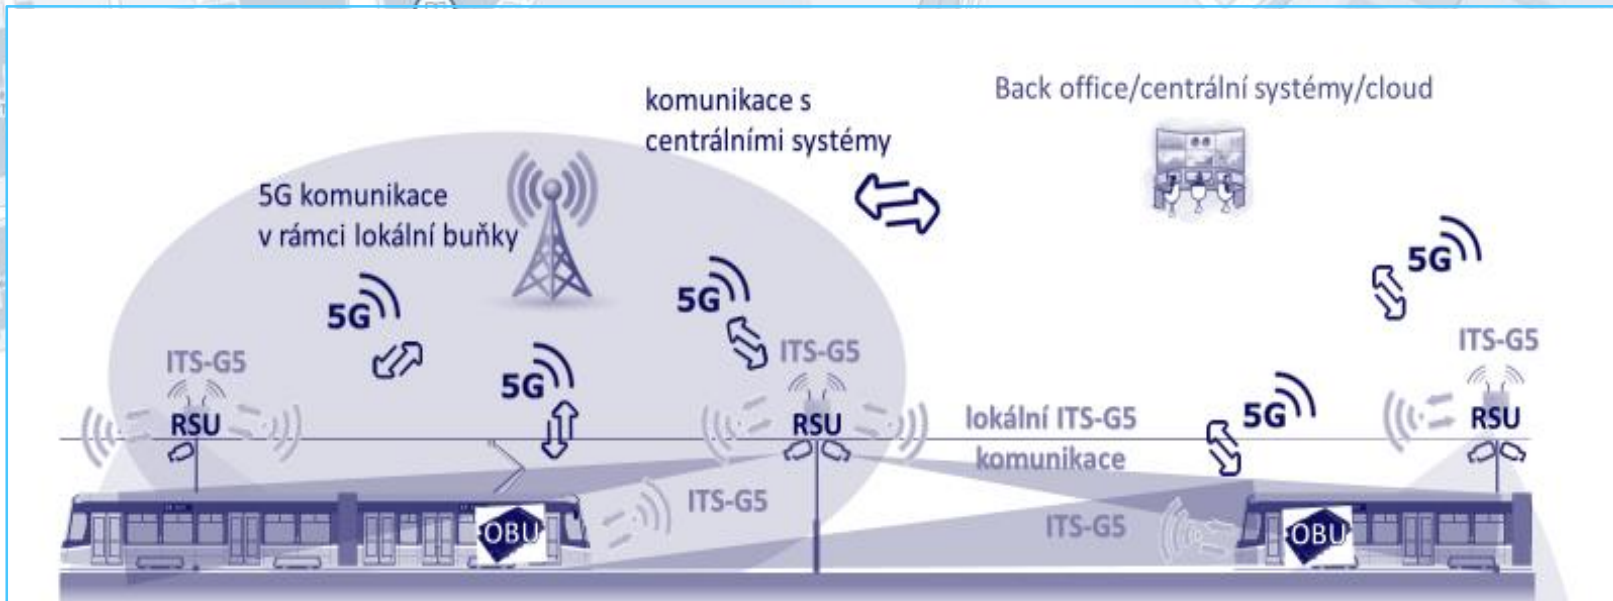 Back office/centrální systémy/cloud
komunikace s
centrálními systémy
5G komunikace
v rámci lokální buňky
5G
5G
5G
5G
5G
ITS-G5
RSU
ITS-G5
RSU
ITS-G5
RSU
lokální ITS-G5
komunikace
ITS-G5
ITS-G5
OBU
OBU